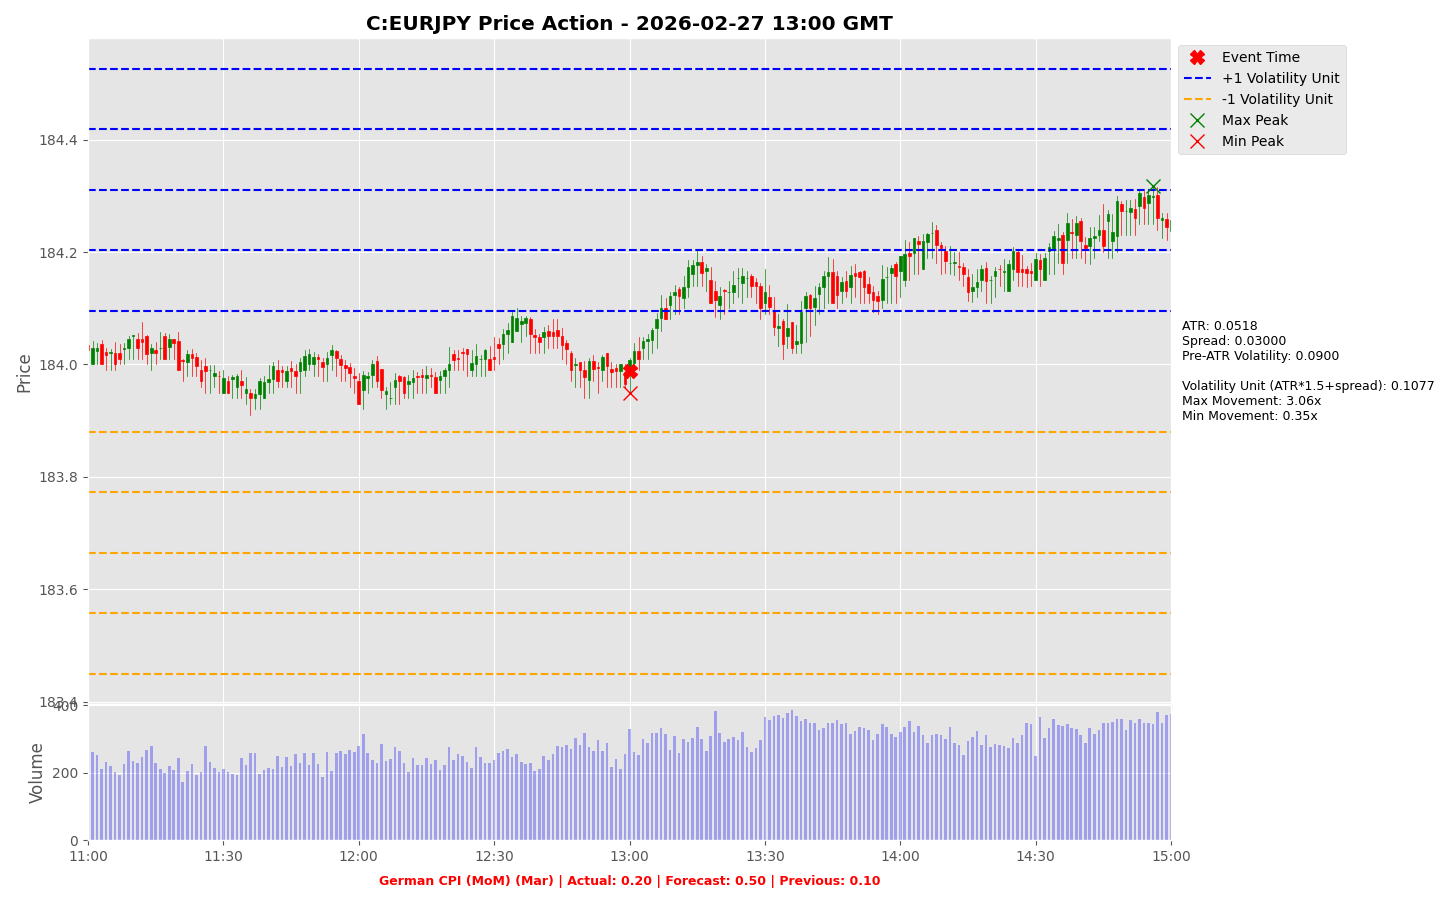 C:EURJPY Price Action - 2026-02-27 13:00 GMT
Event Time
+1 Volatility Unit
-1 Volatility Unit
Max Peak
Min Peak
184.4
184.2
184.0
183.8
183.6
183.4
Price
ATR: 0.0518
Spread: 0.03000
Pre-ATR Volatility: 0.0900
Volatility Unit (ATR*1.5+spread): 0.1077
Max Movement: 3.06x
Min Movement: 0.35x
400
200
0
Volume
11:00 11:30 12:00 12:30 13:00 13:30 14:00 14:30 15:00
German CPI (MoM) (Mar) | Actual: 0.20 | Forecast: 0.50 | Previous: 0.10